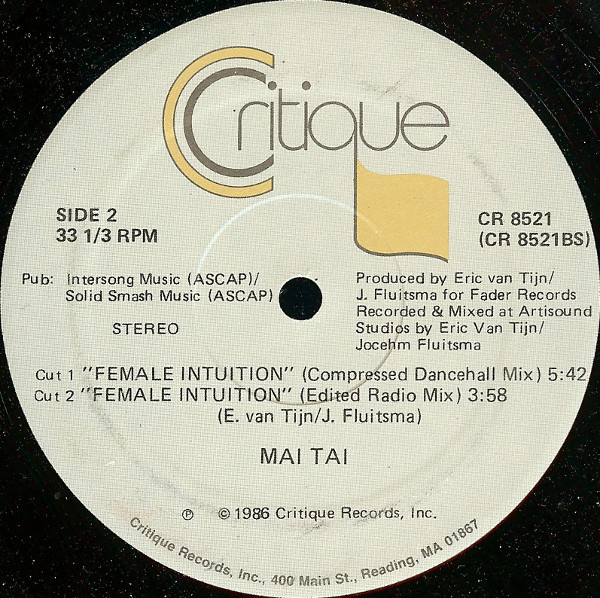 Critique
SIDE 2
33 1/3 RPM
CR 8521
(CR 8521BS)
Pub: Intersong Music (ASCAP)/
Solid Smash Music (ASCAP)
STEREO
Produced by Eric van Tijn/
J. Fluitsma for Fader Records
Recorded & Mixed at Artisound
Studios by Eric Van Tijn/
Jocehm Fluitsma
Cut 1 "FEMALE INTUITION" (Compressed Dancehall Mix) 5:42
Cut 2 "FEMALE INTUITION" (Edited Radio Mix) 3:58
(E. van Tijn/J. Fluitsma)
MAI TAI
℗ ©1986 Critique Records, Inc.
Critique Records, Inc., 400 Main St., Reading, MA 01867